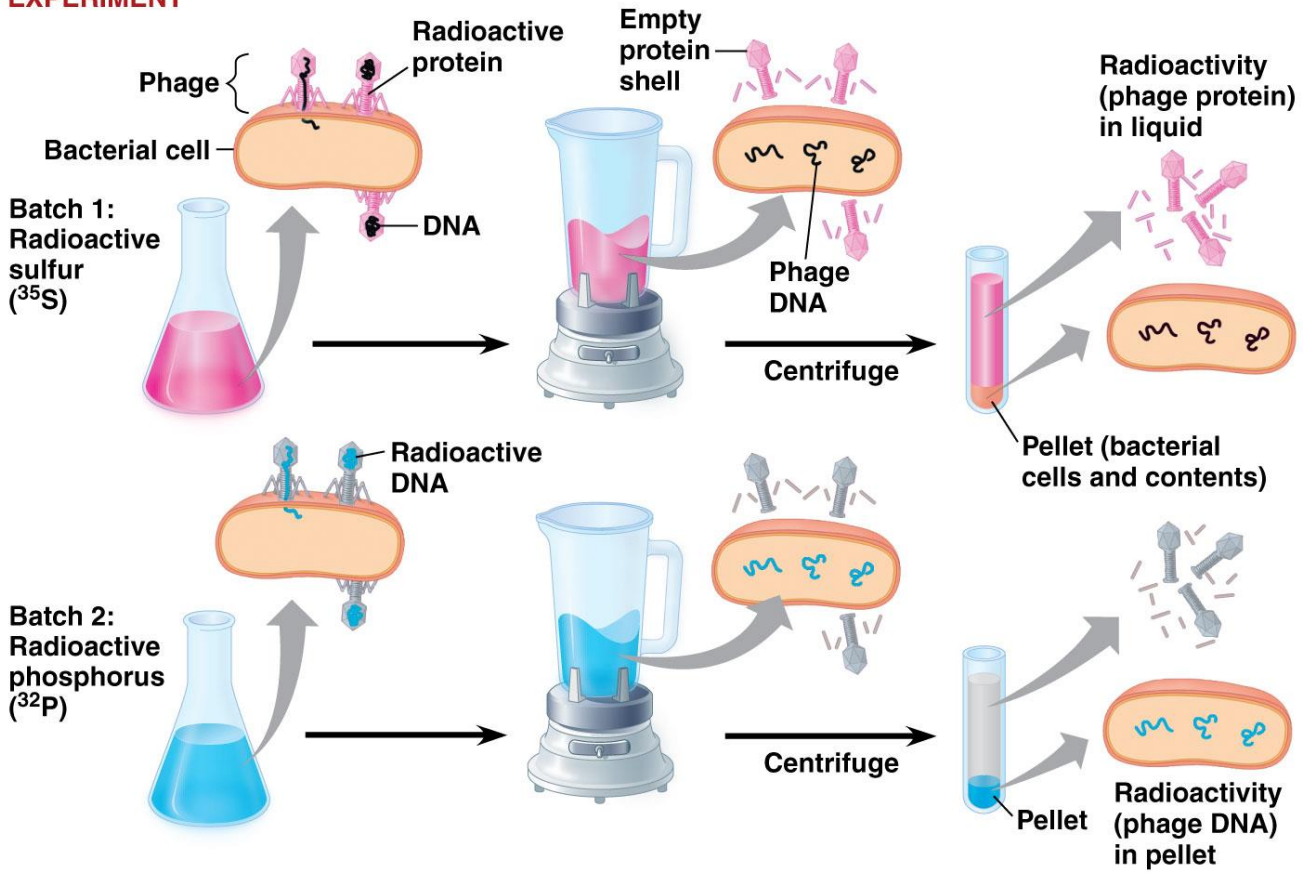 EXPERIMENT
Phage
Radioactive
protein
Bacterial cell
DNA
Batch 1:
Radioactive
sulfur
(³⁵S)
Empty
protein
shell
Phage
DNA
Centrifuge
Radioactivity
(phage protein)
in liquid
Pellet (bacterial
cells and contents)
Radioactive
DNA
Batch 2:
Radioactive
phosphorus
(³²P)
Centrifuge
Pellet
Radioactivity
(phage DNA)
in pellet